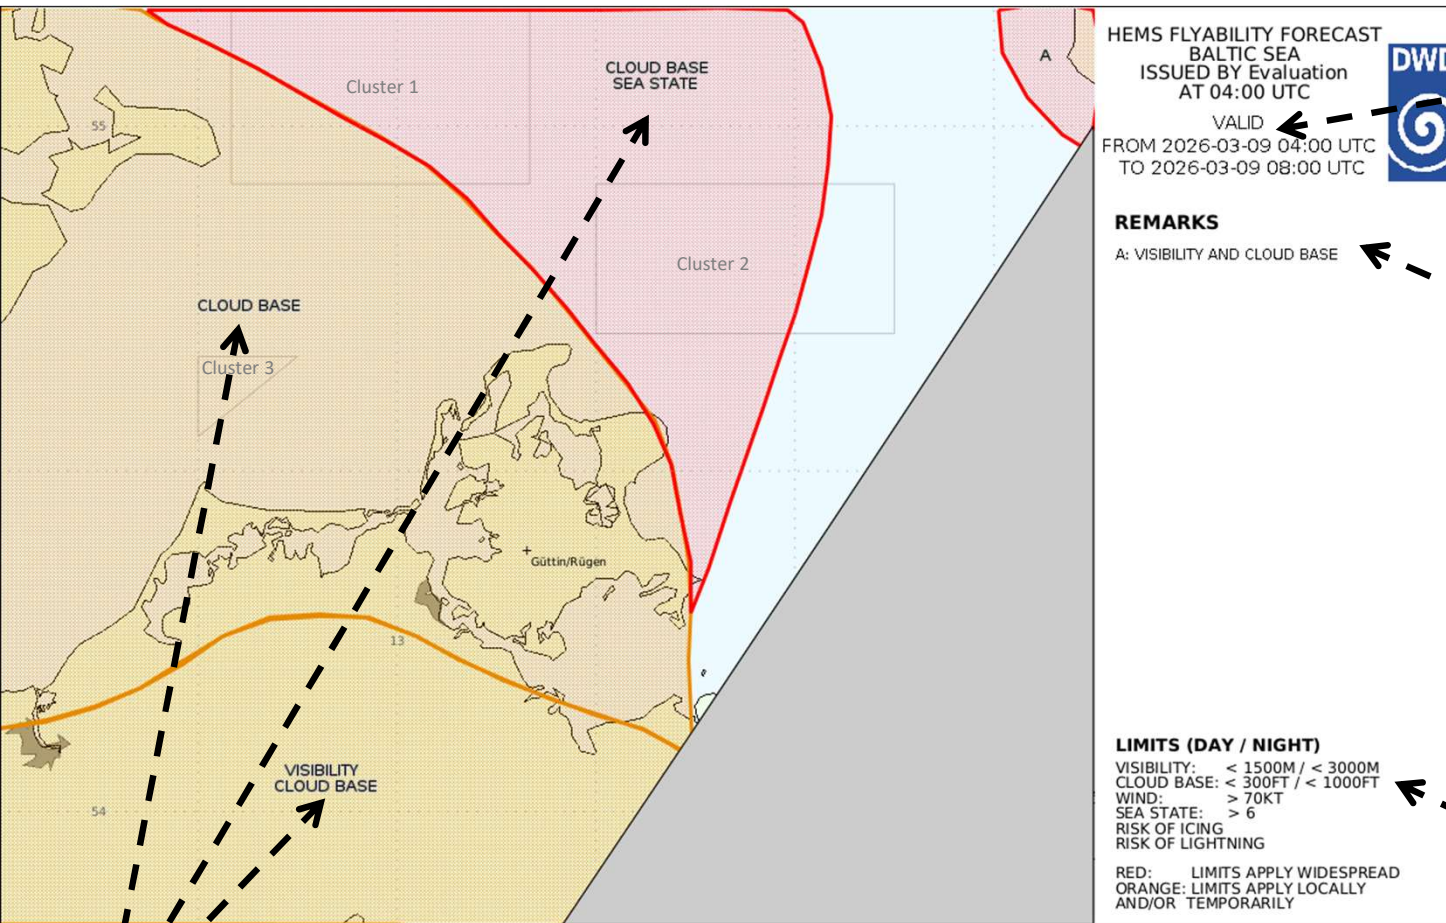 CLOUD BASE
SEA STATE
Cluster 1
A
55
Cluster 2
CLOUD BASE
Cluster 3
Güttin/Rügen
13
VISIBILITY
CLOUD BASE
54
HEMS FLYABILITY FORECAST
BALTIC SEA
ISSUED BY Evaluation
AT 04:00 UTC
DWD
VALID
FROM 2026-03-09 04:00 UTC
TO 2026-03-09 08:00 UTC
REMARKS
A: VISIBILITY AND CLOUD BASE
LIMITS (DAY / NIGHT)
VISIBILITY: < 1500M / < 3000M
CLOUD BASE: < 300FT / < 1000FT
WIND: > 70KT
SEA STATE: > 6
RISK OF ICING
RISK OF LIGHTNING
RED: LIMITS APPLY WIDESPREAD
ORANGE: LIMITS APPLY LOCALLY
AND/OR TEMPORARILY